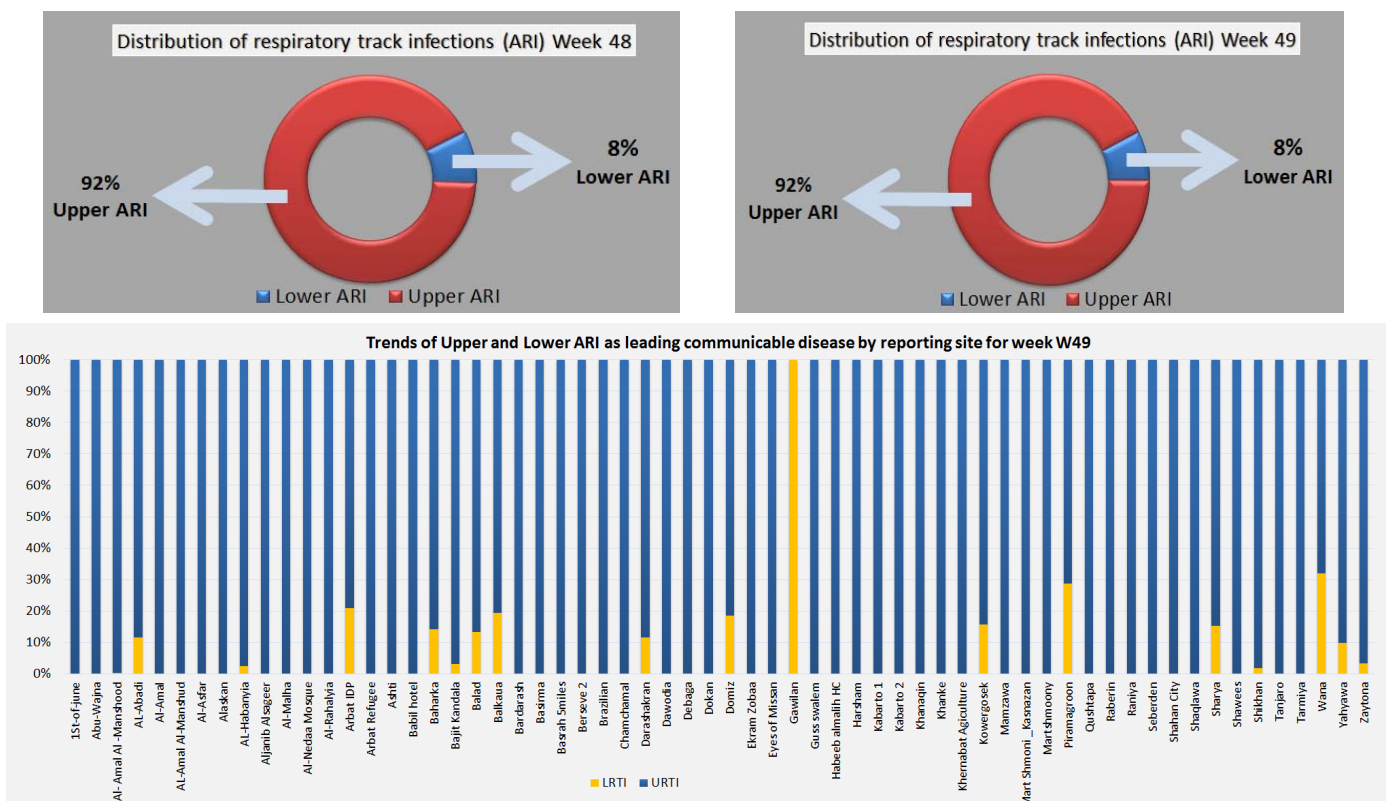 Distribution of respiratory track infections (ARI) Week 48
92%
Upper ARI
8%
Lower ARI
Lower ARI
Upper ARI
Distribution of respiratory track infections (ARI) Week 49
92%
Upper ARI
8%
Lower ARI
Lower ARI
Upper ARI
Trends of Upper and Lower ARI as leading communicable disease by reporting site for week W49
100%
90%
80%
70%
60%
50%
40%
30%
20%
10%
0%
1St-of-june
Abu-Wajna
Al- Amal Al -Manshood
AL-Abadi
Al-Amal
AL-Amal Al-Manshud
Al-Asfar
Alaskan
AL-Habanyia
Aljanib Alsageer
Al-Malha
Al-Nedaa Mosque
Al-Rahalyia
Arbat IDP
Arbat Refigee
Ashti
Babil hotel
Baharka
Bajit Kandala
Balad
Balkaua
Bardarash
Basirma
Basrah Smiles
Berseve 2
Brazilian
Chamchamal
Darashakran
Dawodia
Debaga
Dokan
Domiz
Ekram Zobaa
Eyes of Missan
Gawilan
Guss swalem
Habeeb almalih HC
Harsham
Kabarto 1
Kabarto 2
Khanaqin
Khanke
Khernabat Agiculture
Kowergosek
Mamzawa
Mart Shmoni _Kasnazan
Martshmoony
Piramagroon
Qushtapa
Raberin
Raniya
Seberden
Shahan City
Shaqlawa
Sharya
Shawees
Shikhan
Tanjaro
Tarmiya
Wana
Yahyawa
Zaytona
LRTI
URTI